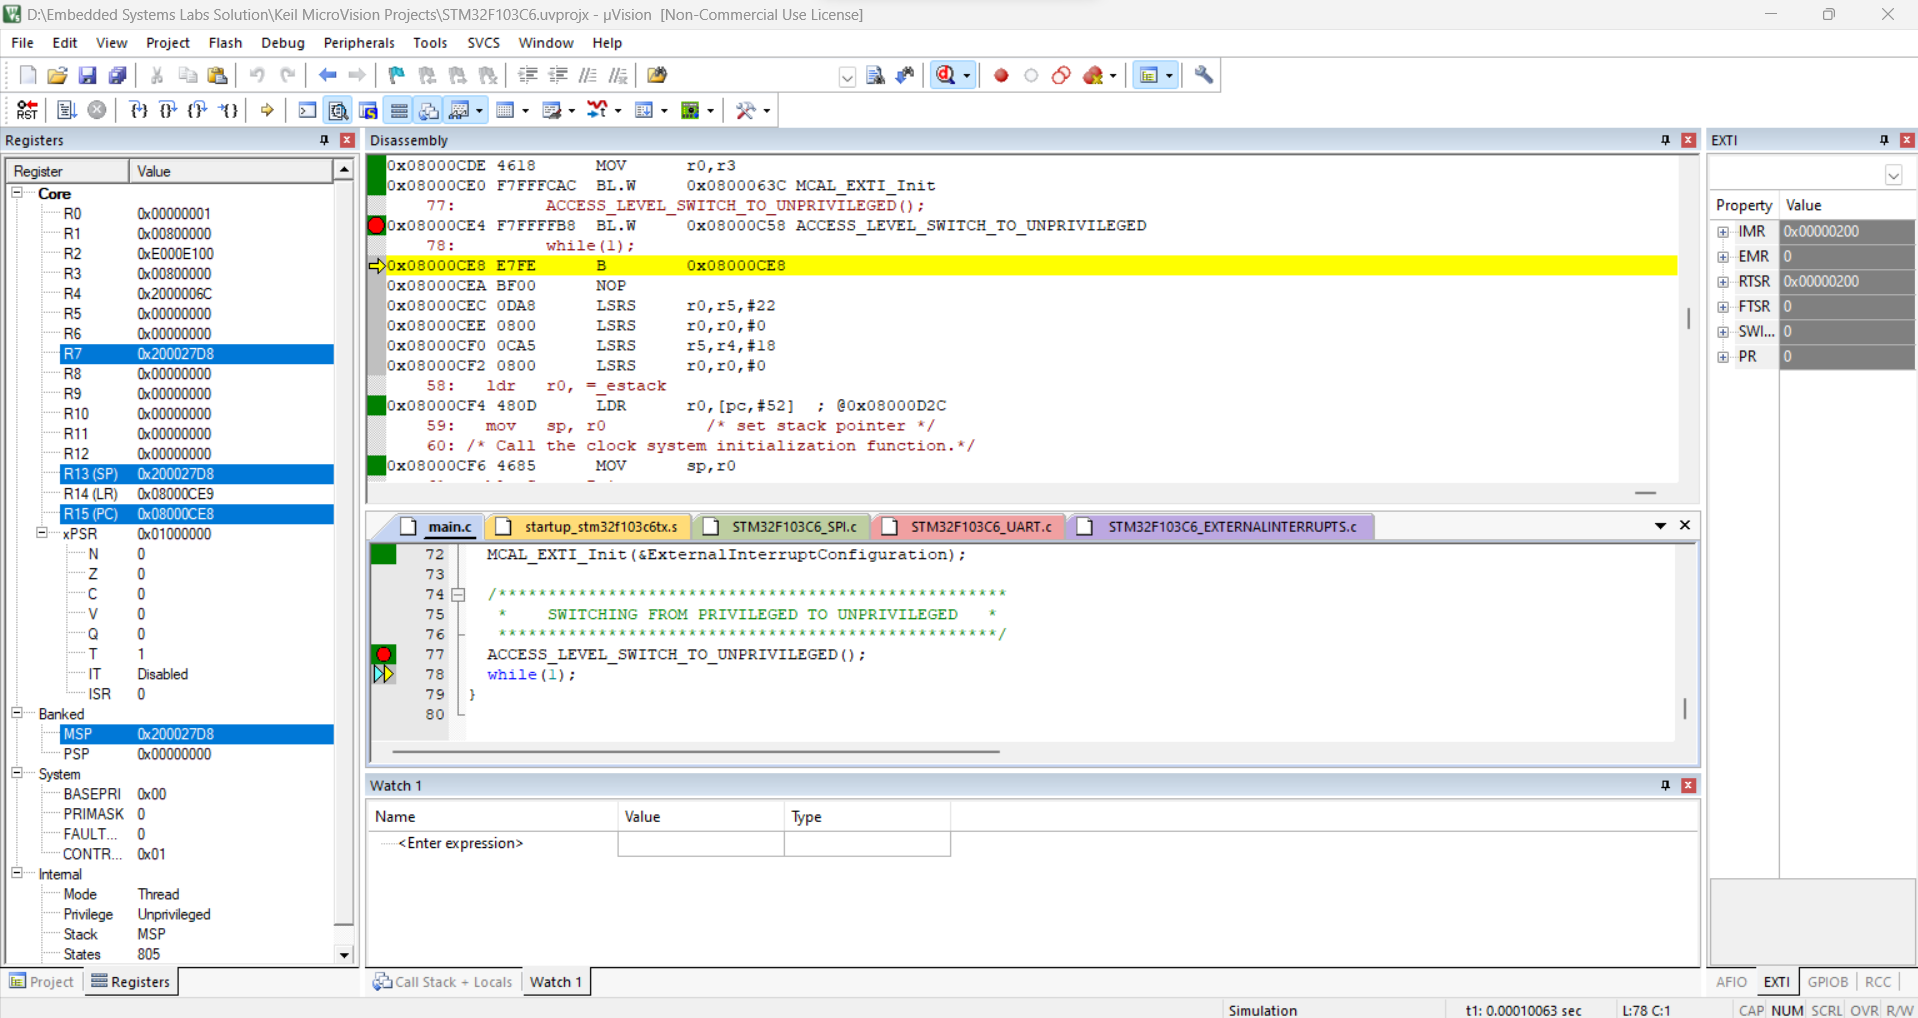 D:\Embedded Systems Labs Solution\Keil MicroVision Projects\STM32F103C6.uvprojx - µVision [Non-Commercial Use License]
File Edit View Project Flash Debug Peripherals Tools SVCS Window Help
RST
Registers
Register Value
Core
R0 0x00000001
R1 0x00800000
R2 0xE000E100
R3 0x00800000
R4 0x2000006C
R5 0x00000000
R6 0x00000000
R7 0x200027D8
R8 0x00000000
R9 0x00000000
R10 0x00000000
R11 0x00000000
R12 0x00000000
R13 (SP) 0x200027D8
R14 (LR) 0x08000CE9
R15 (PC) 0x08000CE8
xPSR 0x01000000
N 0
Z 0
C 0
V 0
Q 0
T 1
IT Disabled
ISR 0
Banked
MSP 0x200027D8
PSP 0x00000000
System
BASEPRI 0x00
PRIMASK 0
FAULT... 0
CONTR... 0x01
Internal
Mode Thread
Privilege Unprivileged
Stack MSP
States 805
Project Registers
Disassembly
0x08000CDE 4618 MOV r0,r3
0x08000CE0 F7FFFCAC BL.W 0x0800063C MCAL_EXTI_Init
77: ACCESS_LEVEL_SWITCH_TO_UNPRIVILEGED();
0x08000CE4 F7FFFFB8 BL.W 0x08000C58 ACCESS_LEVEL_SWITCH_TO_UNPRIVILEGED
78: while(1);
0x08000CE8 E7FE B 0x08000CE8
0x08000CEA BF00 NOP
0x08000CEC 0DA8 LSRS r0,r5,#22
0x08000CEE 0800 LSRS r0,r0,#0
0x08000CF0 0CA5 LSRS r5,r4,#18
0x08000CF2 0800 LSRS r0,r0,#0
58: ldr r0, =_estack
0x08000CF4 480D LDR r0,[pc,#52] ; @0x08000D2C
59: mov sp, r0 /* set stack pointer */
60: /* Call the clock system initialization function.*/
0x08000CF6 4685 MOV sp,r0
main.c startup_stm32f103c6tx.s STM32F103C6_SPI.c STM32F103C6_UART.c STM32F103C6_EXTERNALINTERRUPTS.c
72 MCAL_EXTI_Init(&ExternalInterruptConfiguration);
73
74 /***************************************************
75 * SWITCHING FROM PRIVILEGED TO UNPRIVILEGED *
76 **************************************************/
77 ACCESS_LEVEL_SWITCH_TO_UNPRIVILEGED();
78 while(1);
79 }
80
Watch 1
Name Value Type
<Enter expression>
Call Stack + Locals Watch 1
EXTI
Property Value
IMR 0x00000200
EMR 0
RTSR 0x00000200
FTSR 0
SWI... 0
PR 0
AFIO EXTI GPIOB RCC
Simulation t1: 0.00010063 sec L:78 C:1 CAP NUM SCRL OVR R/W